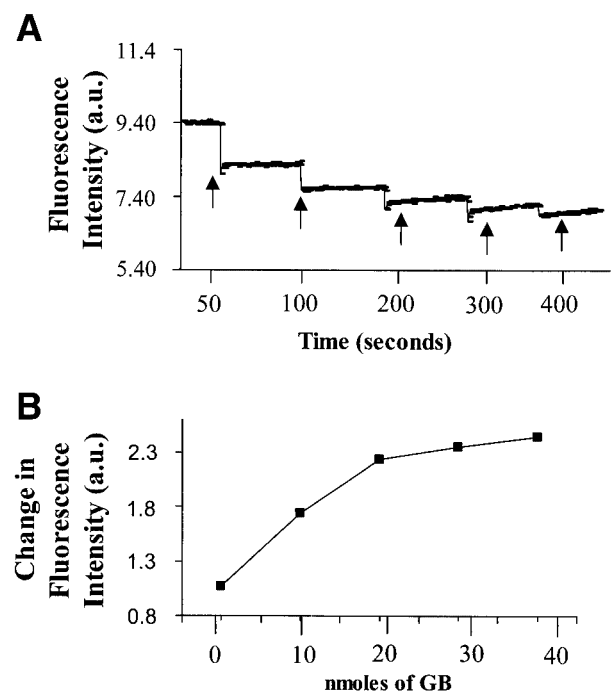 A
Fluorescence
Intensity (a.u.)
11.4
9.40
7.40
5.40
50 100 200 300 400
Time (seconds)
B
Change in
Fluorescence
Intensity (a.u.)
2.3
1.8
1.3
0.8
0 10 20 30 40
nmoles of GB